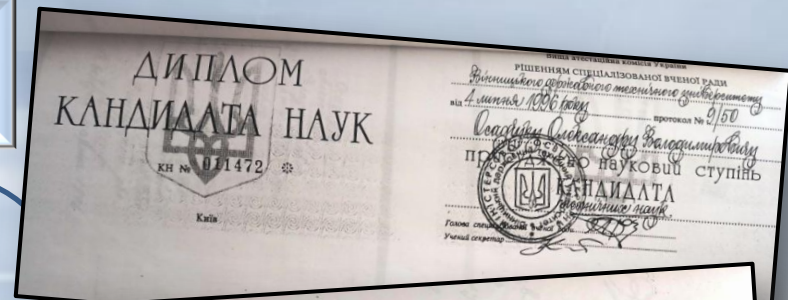 ДИПЛОМ
КАНДИДАТА НАУК
КН № 011472
Київ
Вища атестаційна комісія України
РІШЕННЯМ СПЕЦІАЛІЗОВАНОЇ ВЧЕНОЇ РАДИ
Вінницького державного технічного університету
від 4 липня 1996 року протокол № 9/50
Осадчуку Олександру Володимировичу
науковий ступінь
КАНДИДАТА
технічних наук
Голова спеціалізованої вченої ради
Учений секретар